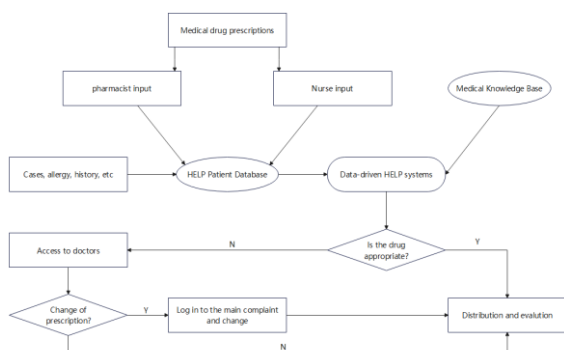 Medical drug prescriptions
pharmacist input
Nurse input
Medical Knowledge Base
Cases, allergy, history, etc
HELP Patient Database
Data-driven HELP systems
Access to doctors
N
Is the drug
appropriate?
Y
Change of
prescription?
Y
Log in to the main complaint
and change
Distribution and evalution
N